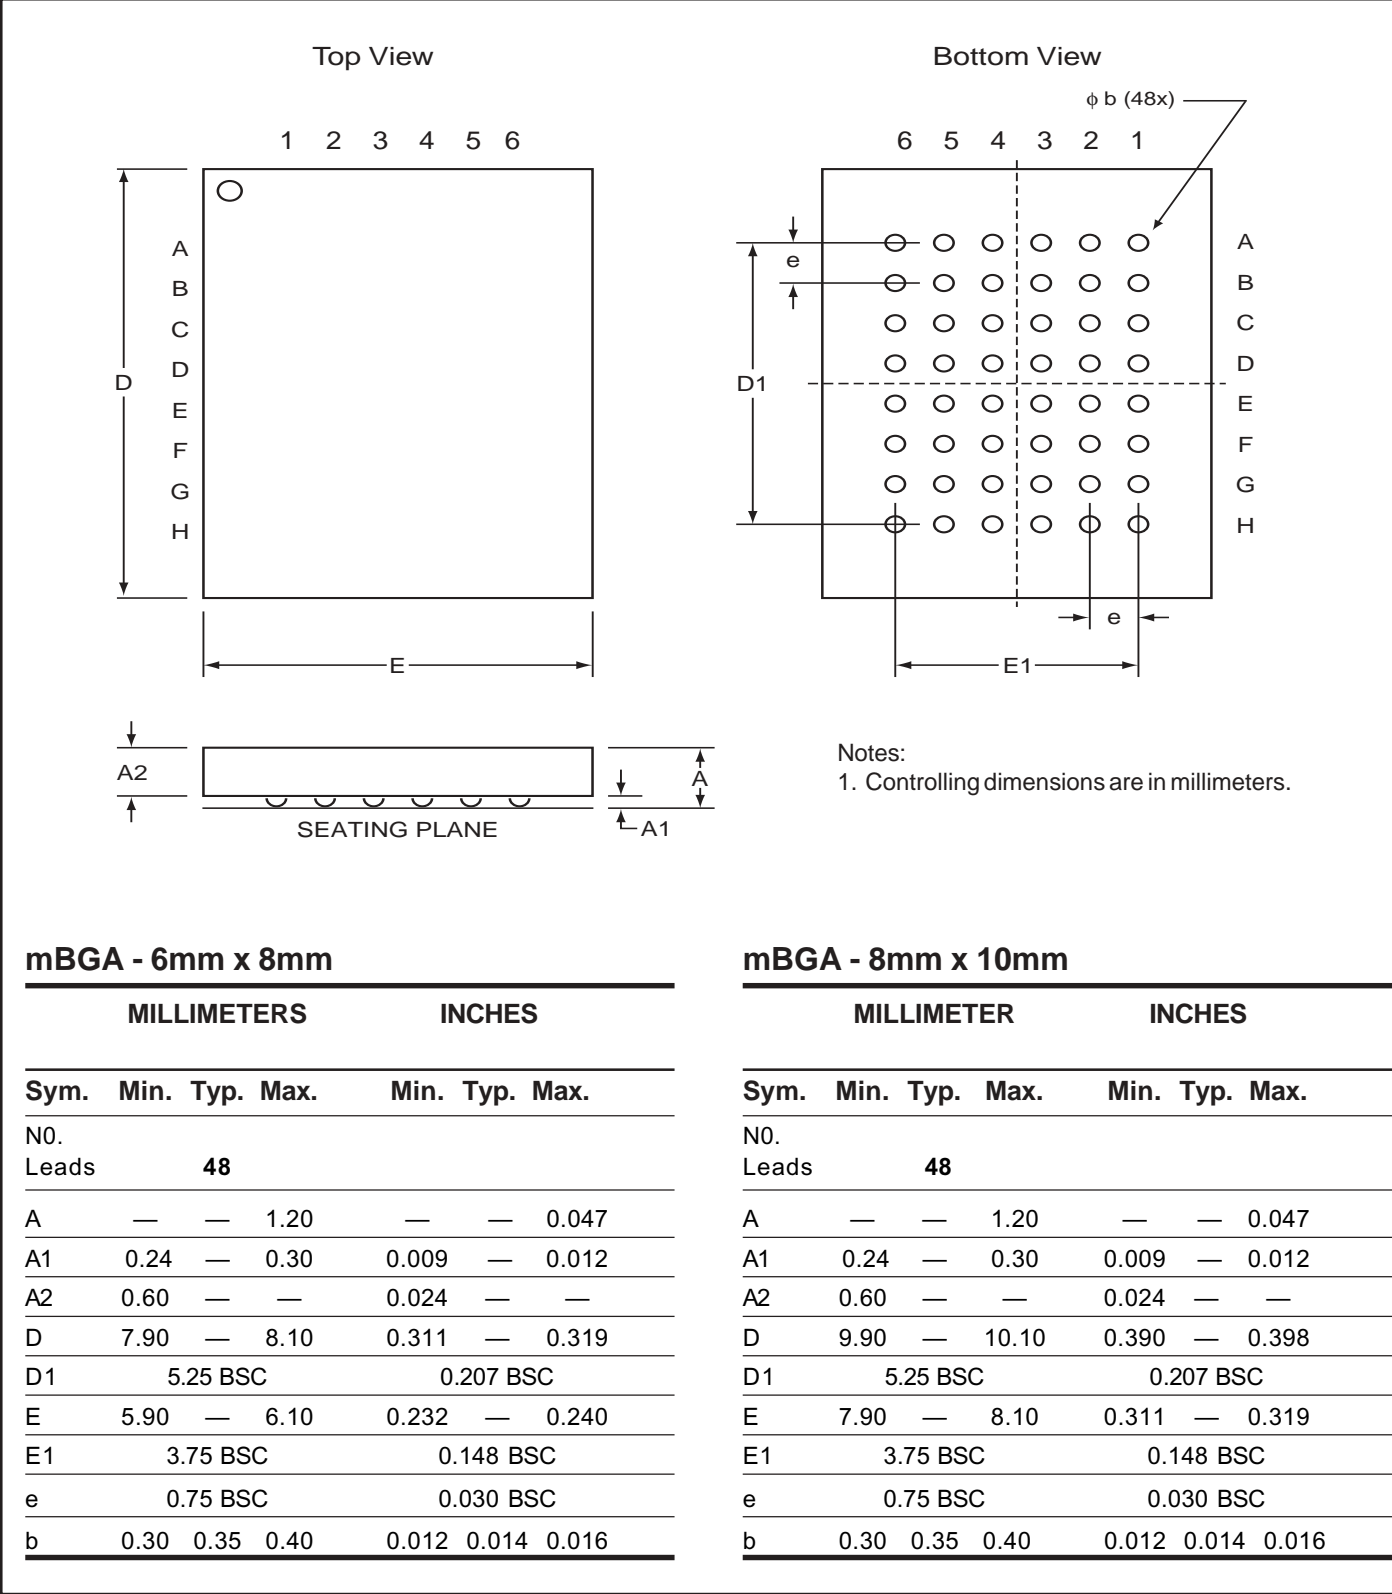 Top View
1 2 3 4 5 6
A
B
C
D
E
F
G
H
D
E
Bottom View
ϕ b (48x)
6 5 4 3 2 1
e
D1
A
B
C
D
E
F
G
H
e
E1
A2
A
A1
SEATING PLANE
Notes:
1. Controlling dimensions are in millimeters.
mBGA - 6mm x 8mm
MILLIMETERS INCHES
Sym. Min. Typ. Max. Min. Typ. Max.
N0.
Leads 48
A — — 1.20 — — 0.047
A1 0.24 — 0.30 0.009 — 0.012
A2 0.60 — — 0.024 — —
D 7.90 — 8.10 0.311 — 0.319
D1 5.25 BSC 0.207 BSC
E 5.90 — 6.10 0.232 — 0.240
E1 3.75 BSC 0.148 BSC
e 0.75 BSC 0.030 BSC
b 0.30 0.35 0.40 0.012 0.014 0.016
mBGA - 8mm x 10mm
MILLIMETER INCHES
Sym. Min. Typ. Max. Min. Typ. Max.
N0.
Leads 48
A — — 1.20 — — 0.047
A1 0.24 — 0.30 0.009 — 0.012
A2 0.60 — — 0.024 — —
D 9.90 — 10.10 0.390 — 0.398
D1 5.25 BSC 0.207 BSC
E 7.90 — 8.10 0.311 — 0.319
E1 3.75 BSC 0.148 BSC
e 0.75 BSC 0.030 BSC
b 0.30 0.35 0.40 0.012 0.014 0.016